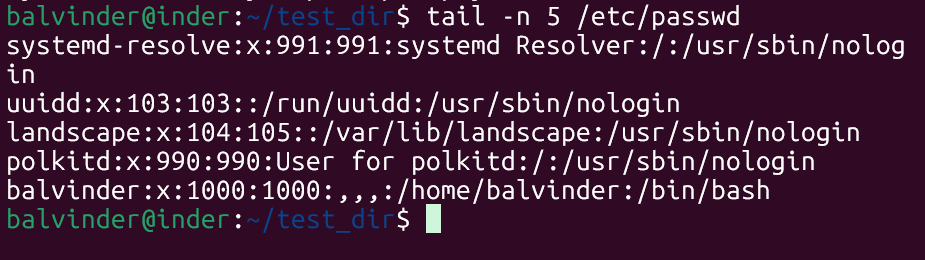 balvinder@inder:~/test_dir$ tail -n 5 /etc/passwd
systemd-resolve:x:991:991:systemd Resolver:/:/usr/sbin/nolog
in
uuidd:x:103:103::/run/uuidd:/usr/sbin/nologin
landscape:x:104:105::/var/lib/landscape:/usr/sbin/nologin
polkitd:x:990:990:User for polkitd:/:/usr/sbin/nologin
balvinder:x:1000:1000:,,,:/home/balvinder:/bin/bash
balvinder@inder:~/test_dir$